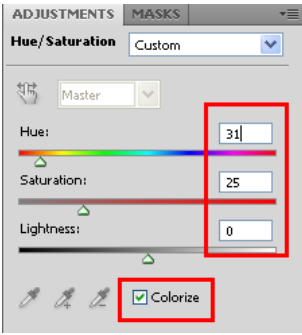 ADJUSTMENTS MASKS
Hue/Saturation Custom
Master
Hue: 31
Saturation: 25
Lightness: 0
Colorize